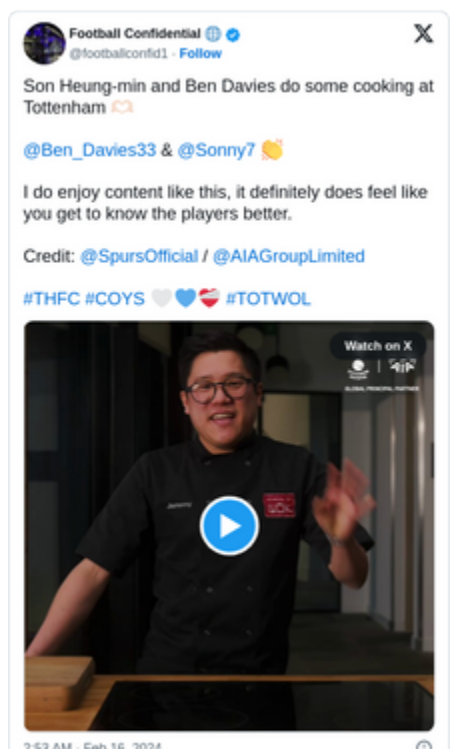 Football Confidential
@footballconfid1 · Follow
Son Heung-min and Ben Davies do some cooking at
Tottenham 🫶🏻
@Ben_Davies33 & @Sonny7 👏
I do enjoy content like this, it definitely does feel like
you get to know the players better.
Credit: @SpursOfficial / @AIAGroupLimited
#THFC #COYS 🤍💙❤️‍🩹 #TOTWOL
Watch on X
GLOBAL PRINCIPAL PARTNER
Jeremy
WOK
2:53 AM · Feb 16, 2024